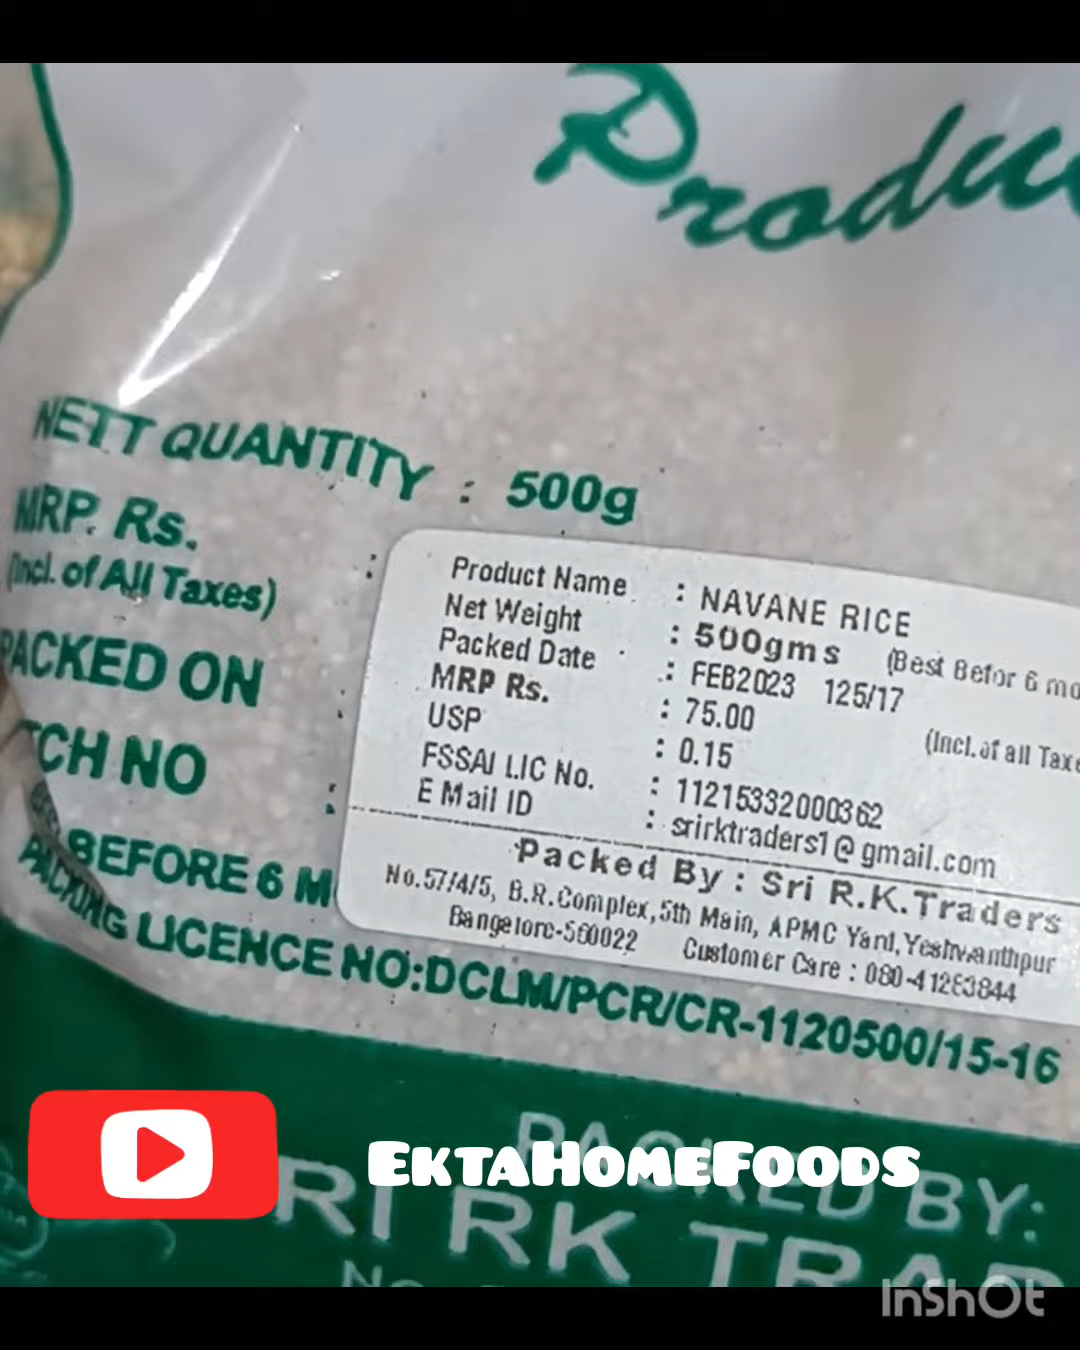 Produ
NETT QUANTITY : 500g
MRP. Rs. :
(Incl. of All Taxes)
PACKED ON :
TCH NO :
BEFORE 6 M
PACKING LICENCE NO:DCLM/PCR/CR-1120500/15-16
Product Name : NAVANE RICE
Net Weight : 500gms (Best Befor 6 mo
Packed Date : FEB2023 125/17
MRP Rs. : 75.00 (Incl.of all Taxe
USP : 0.15
FSSAI LIC No. : 11215332000362
E Mail ID : srirktraders1@gmail.com
Packed By : Sri R.K.Traders
No.57/4/5, B.R.Complex,5th Main, APMC Yard, Yeshwanthpur
Bangelore-560022 Customer Care : 080-41283844
PACKED BY:
RI RK TRAD
No
EKTAHOMEFOODS
InShOt